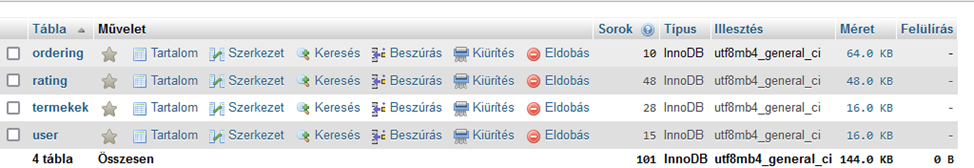 Tábla Művelet Sorok Típus Illesztés Méret Felülírás
ordering Tartalom Szerkezet Keresés Beszúrás Kiürítés Eldobás 10 InnoDB utf8mb4_general_ci 64.0 KB -
rating Tartalom Szerkezet Keresés Beszúrás Kiürítés Eldobás 48 InnoDB utf8mb4_general_ci 48.0 KB -
termekek Tartalom Szerkezet Keresés Beszúrás Kiürítés Eldobás 28 InnoDB utf8mb4_general_ci 16.0 KB -
user Tartalom Szerkezet Keresés Beszúrás Kiürítés Eldobás 15 InnoDB utf8mb4_general_ci 16.0 KB -
4 tábla Összesen 101 InnoDB utf8mb4_general_ci 144.0 KB 0 B